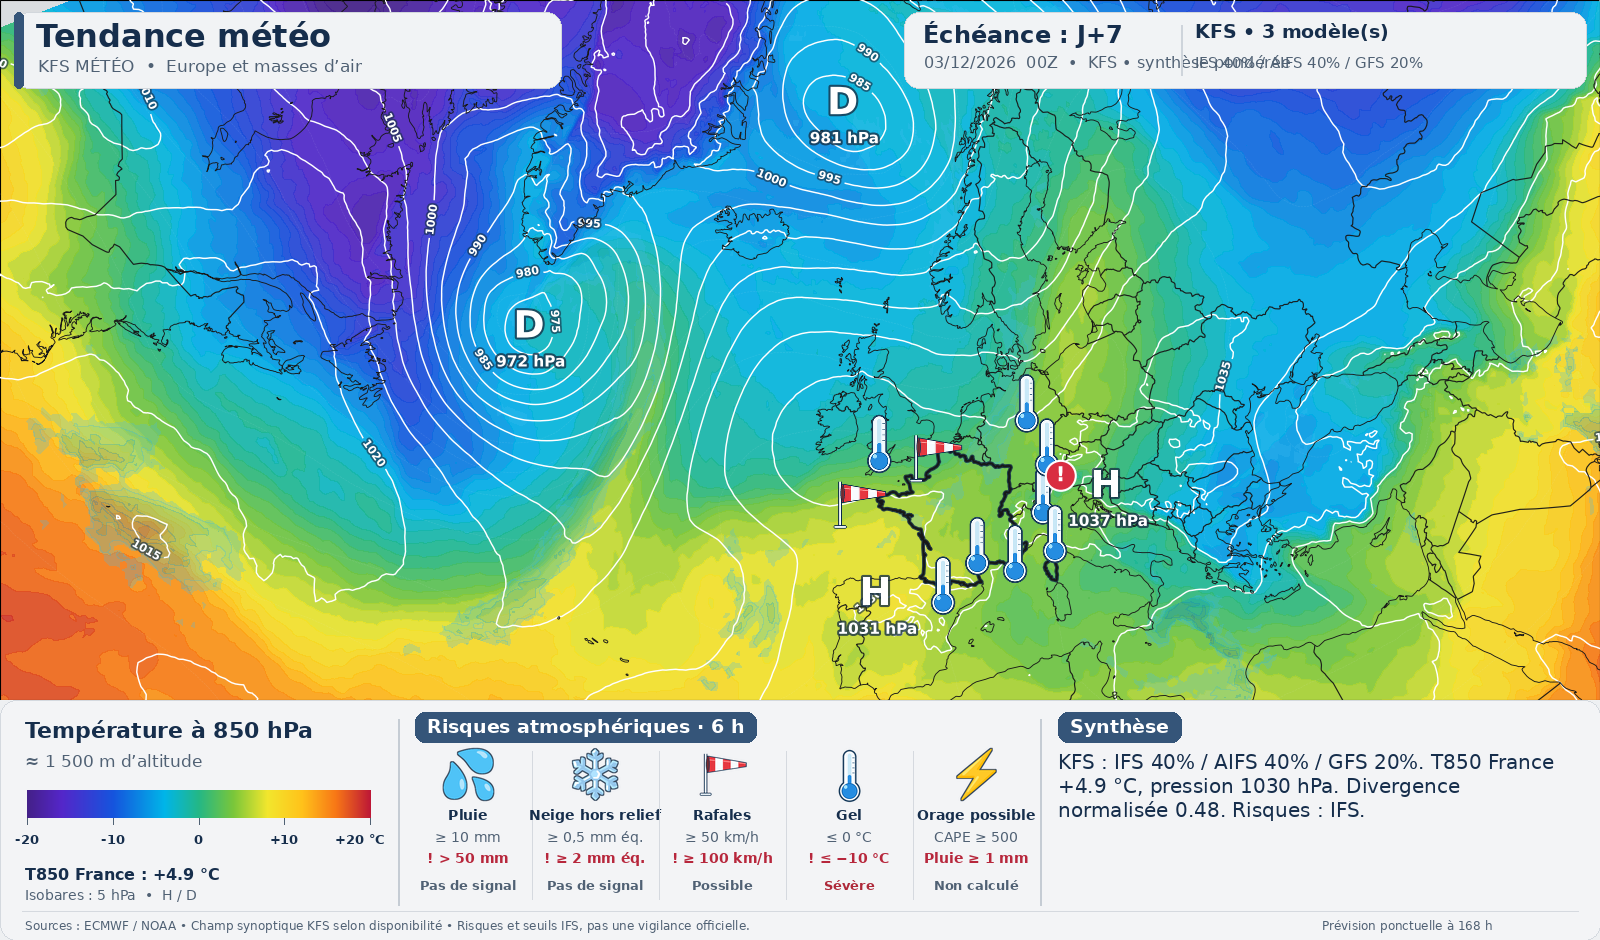 Tendance météo
KFS MÉTÉO • Europe et masses d’air
Échéance : J+7
03/12/2026 00Z • KFS • synthèse pondérée
KFS • 3 modèle(s)
IFS 40% / AIFS 40% / GFS 20%
990
985
D
981 hPa
1010
1005
1000
995
1000
995
990
980
975
D
972 hPa
985
1020
1015
1035
H
1037 hPa
!
H
1031 hPa
Température à 850 hPa
≈ 1 500 m d’altitude
-20 -10 0 +10 +20 °C
T850 France : +4.9 °C
Isobares : 5 hPa • H / D
Risques atmosphériques · 6 h
Pluie
≥ 10 mm
! > 50 mm
Pas de signal
Neige hors relief
≥ 0,5 mm éq.
! ≥ 2 mm éq.
Pas de signal
Rafales
≥ 50 km/h
! ≥ 100 km/h
Possible
Gel
≤ 0 °C
! ≤ −10 °C
Sévère
Orage possible
CAPE ≥ 500
Pluie ≥ 1 mm
Non calculé
Synthèse
KFS : IFS 40% / AIFS 40% / GFS 20%. T850 France
+4.9 °C, pression 1030 hPa. Divergence
normalisée 0.48. Risques : IFS.
Sources : ECMWF / NOAA • Champ synoptique KFS selon disponibilité • Risques et seuils IFS, pas une vigilance officielle.
Prévision ponctuelle à 168 h